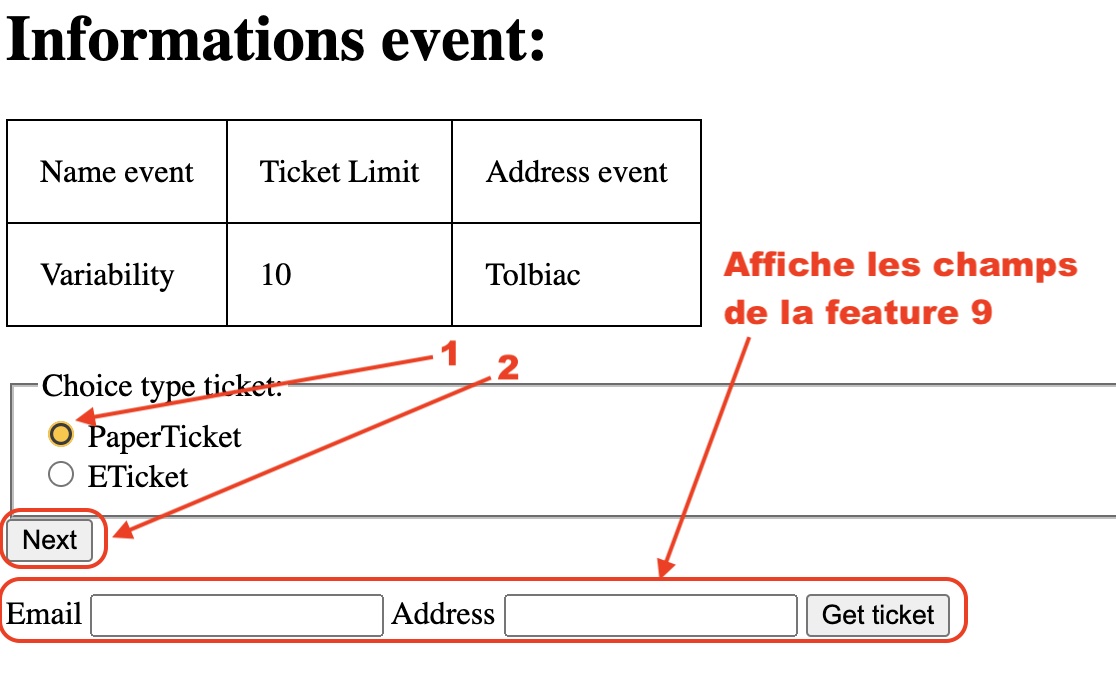 Informations event:
Name event Ticket Limit Address event
Variability 10 Tolbiac
Affiche les champs
de la feature 9
1
2
Choice type ticket:
PaperTicket
ETicket
Next
Email Address Get ticket